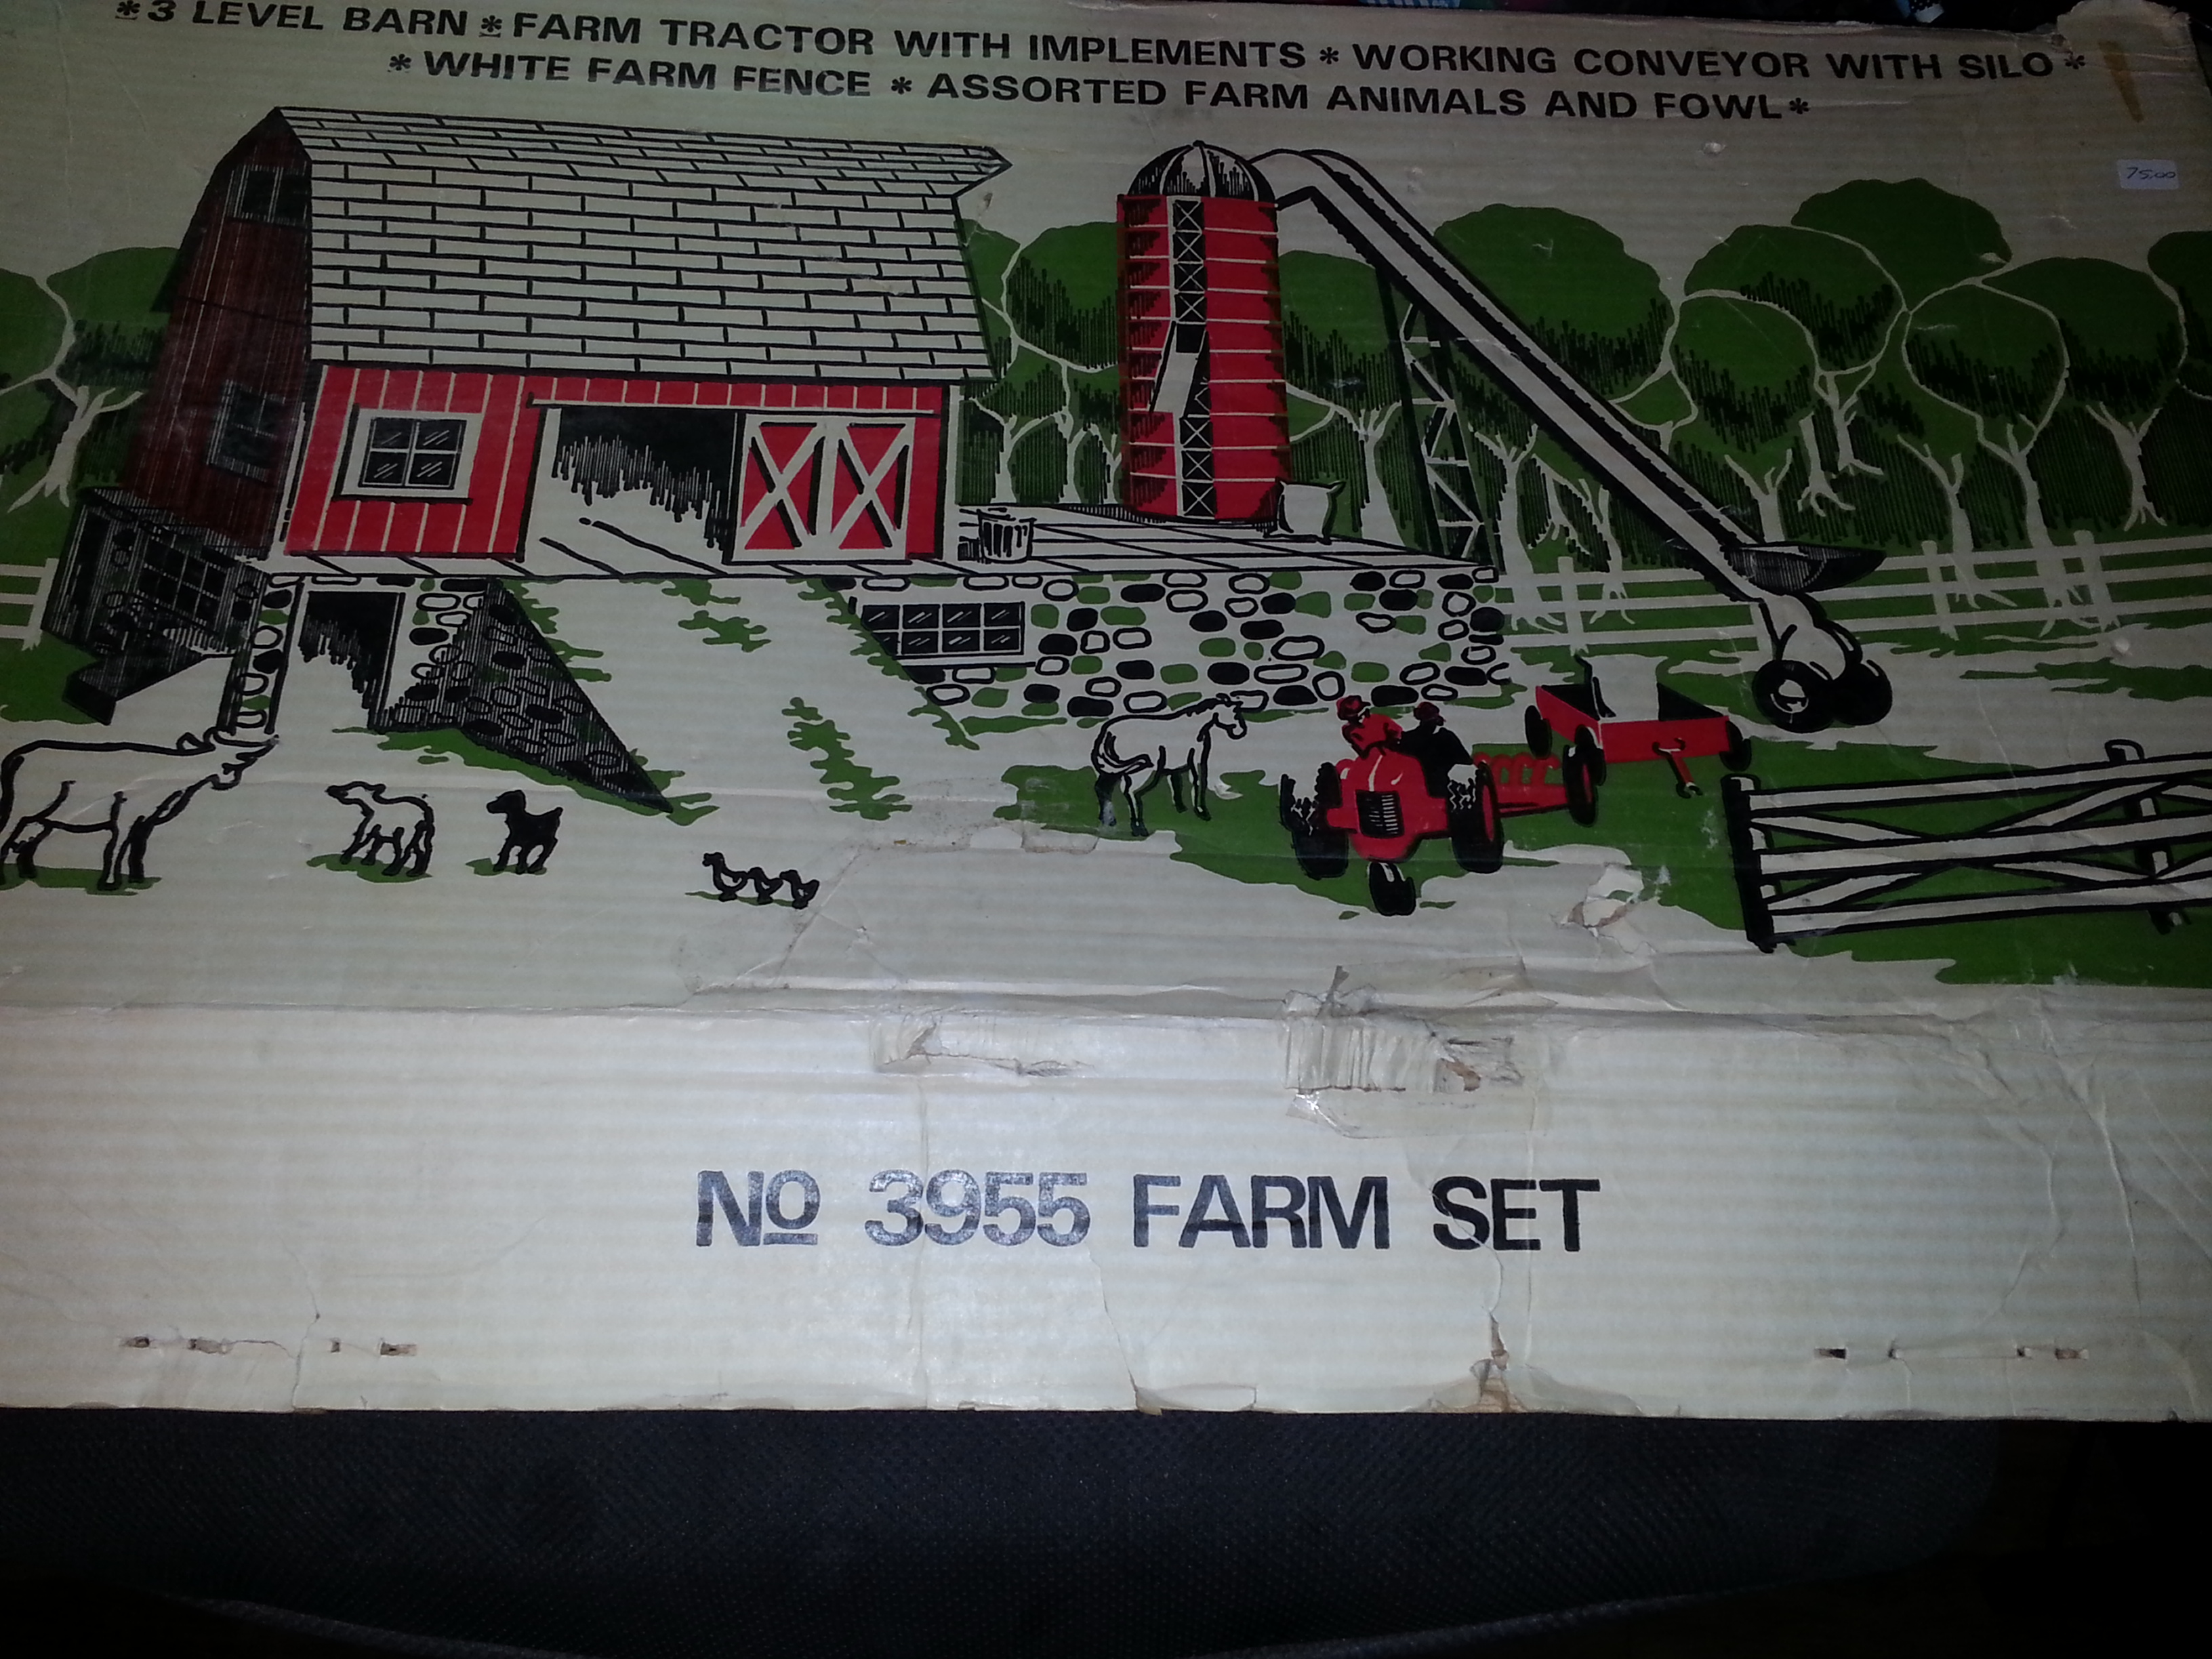 *3 LEVEL BARN * FARM TRACTOR WITH IMPLEMENTS * WORKING CONVEYOR WITH SILO *
* WHITE FARM FENCE * ASSORTED FARM ANIMALS AND FOWL *
75.00
Nº 3955 FARM SET